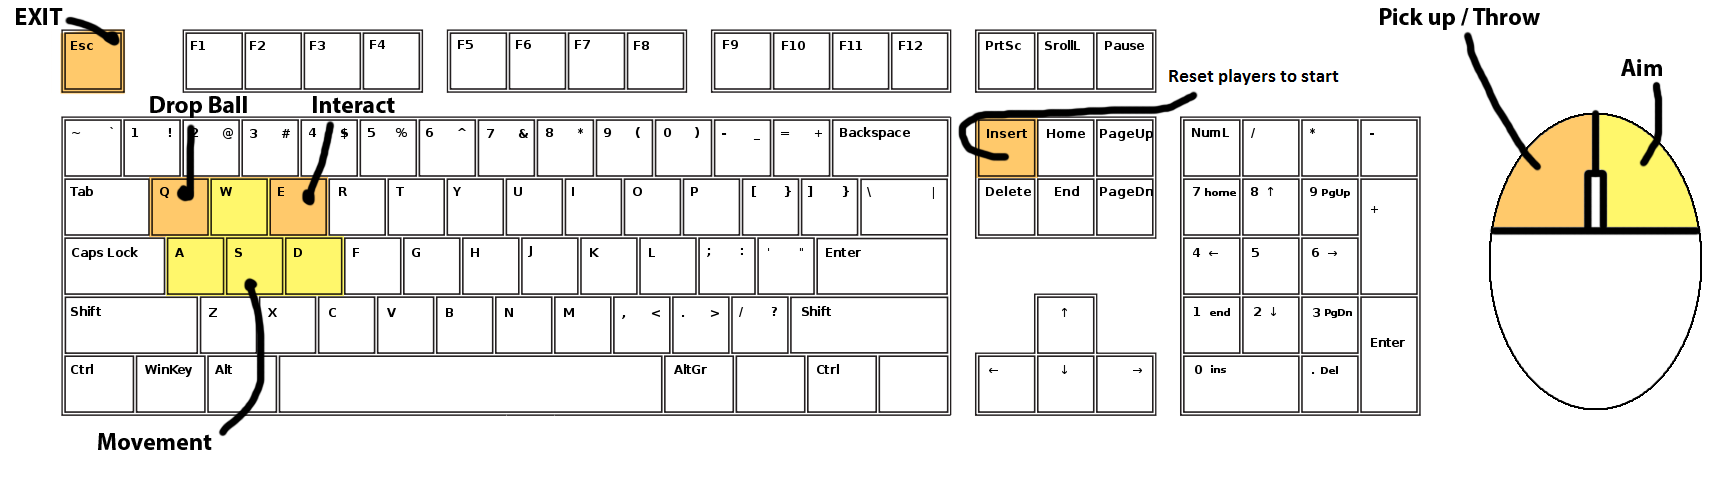 EXIT
Pick up / Throw
Aim
Reset players to start
Drop Ball
Interact
Esc F1 F2 F3 F4 F5 F6 F7 F8 F9 F10 F11 F12 PrtSc SrollL Pause
~ ` 1 ! 2 @ 3 # 4 $ 5 % 6 ^ 7 & 8 * 9 ( 0 ) - _ = + Backspace Insert Home PageUp NumL / * -
Tab Q W E R T Y U I O P [ } ] } \ | Delete End PageDn 7 home 8 ↑ 9 PgUp +
Caps Lock A S D F G H J K L ; : ' " Enter 4 ← 5 6 →
Shift Z X C V B N M , < . > / ? Shift ↑ 1 end 2 ↓ 3 PgDn Enter
Ctrl WinKey Alt AltGr Ctrl ← ↓ → 0 ins . Del
Movement